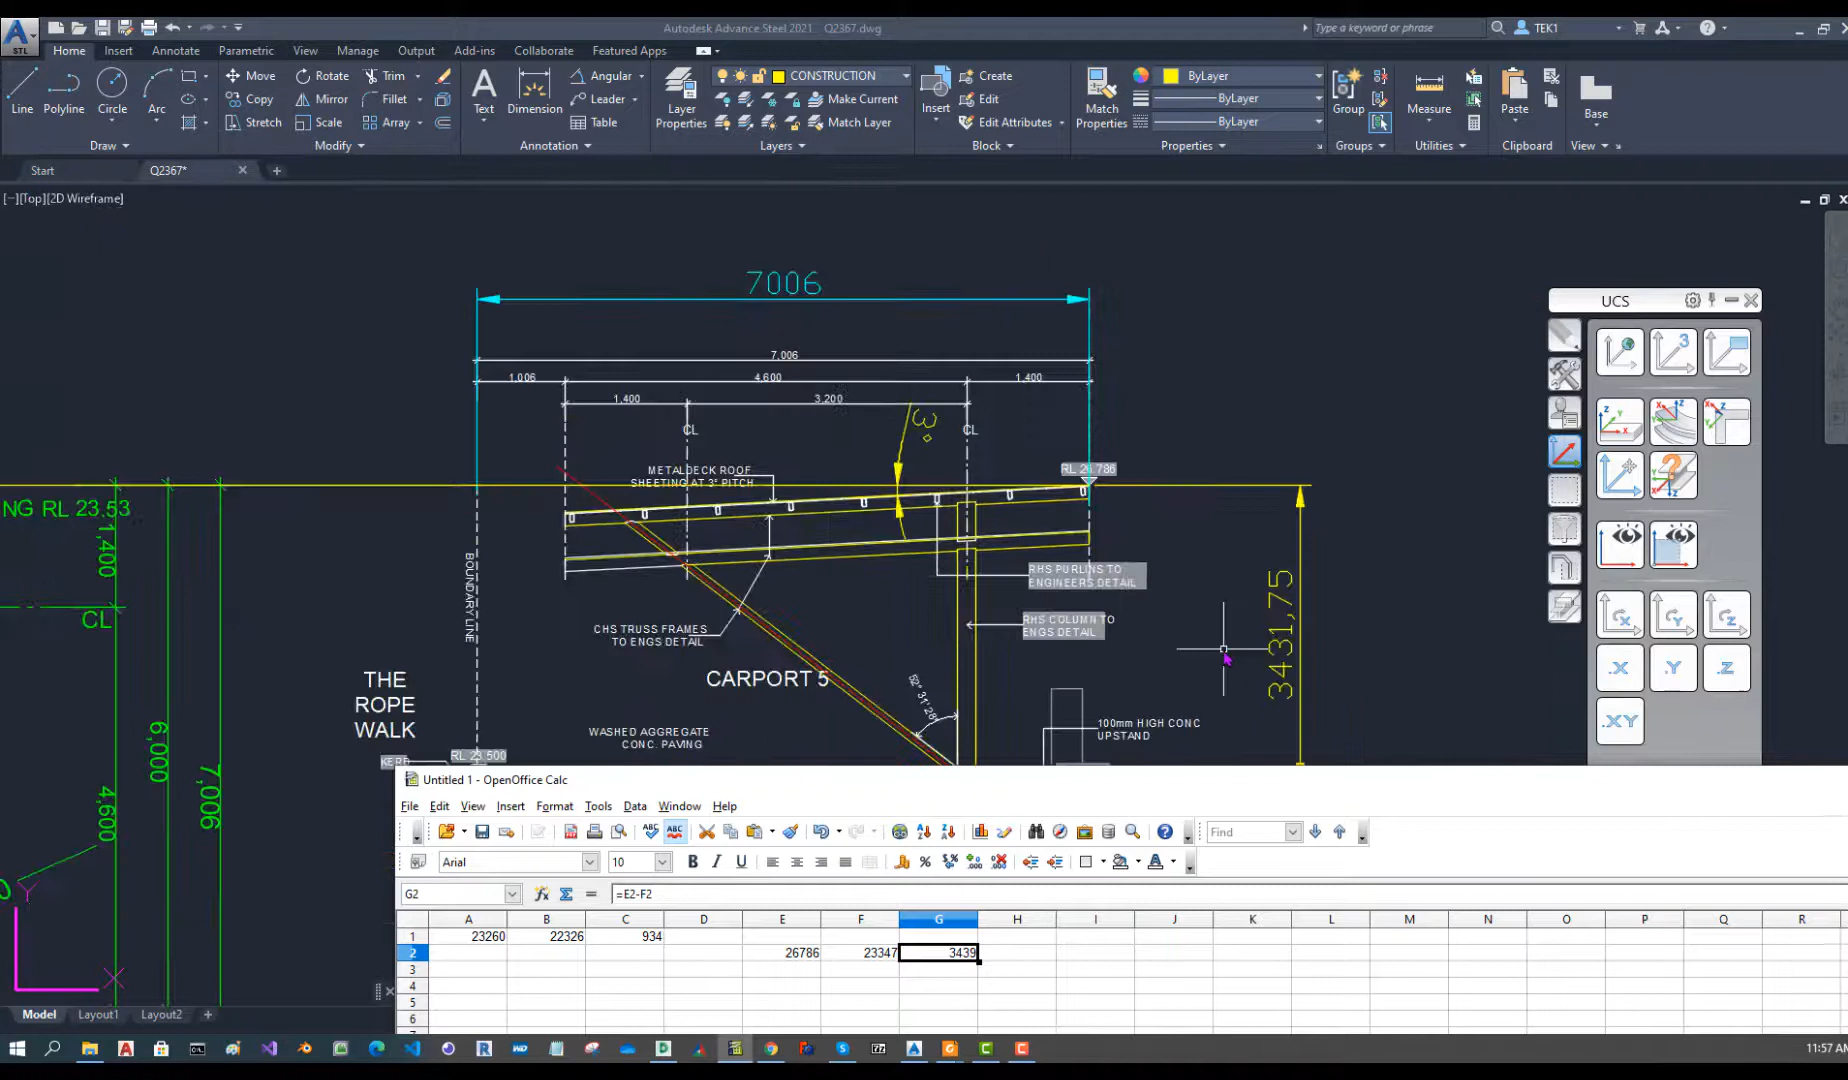 Autodesk Advance Steel 2021 Q2367.dwg
Type a keyword or phrase
TEK1
STL
Home Insert Annotate Parametric View Manage Output Add-ins Collaborate Featured Apps
Line
Polyline
Circle
Arc
Move
Copy
Stretch
Rotate
Mirror
Scale
Trim
Fillet
Array
Text
Dimension
Angular
Leader
Table
Layer
Properties
CONSTRUCTION
Make Current
Match Layer
Insert
Create
Edit
Edit Attributes
Match
Properties
ByLayer
ByLayer
ByLayer
Group
Measure
Paste
Base
Draw Modify Annotation Layers Block Properties Groups Utilities Clipboard View
Start
Q2367*
[−][Top][2D Wireframe]
7006
7,006
1,006
4,600
1,400
1,400
3,200
CL
CL
3°
METALDECK ROOF
SHEETING AT 3° PITCH
RL 26.786
NG RL 23.53
1,400
CL
6,000
7,006
4,600
BOUNDARY LINE
RHS PURLINS TO
ENGINEERS DETAIL
RHS COLUMN TO
ENGS DETAIL
CHS TRUSS FRAMES
TO ENGS DETAIL
CARPORT 5
THE
ROPE
WALK
52° 31' 28"
WASHED AGGREGATE
CONC. PAVING
100mm HIGH CONC
UPSTAND
RL 23.500
3431,75
Y
X
UCS
3
.X
.Y
.Z
.XY
Model Layout1 Layout2
Untitled 1 - OpenOffice Calc
File Edit View Insert Format Tools Data Window Help
Find
Arial
10
B I U
G2
=E2-F2
A B C D E F G H I J K L M N O P Q R
1 23260 22326 934
2 26786 23347 3439
3
4
5
6
11:57 AM